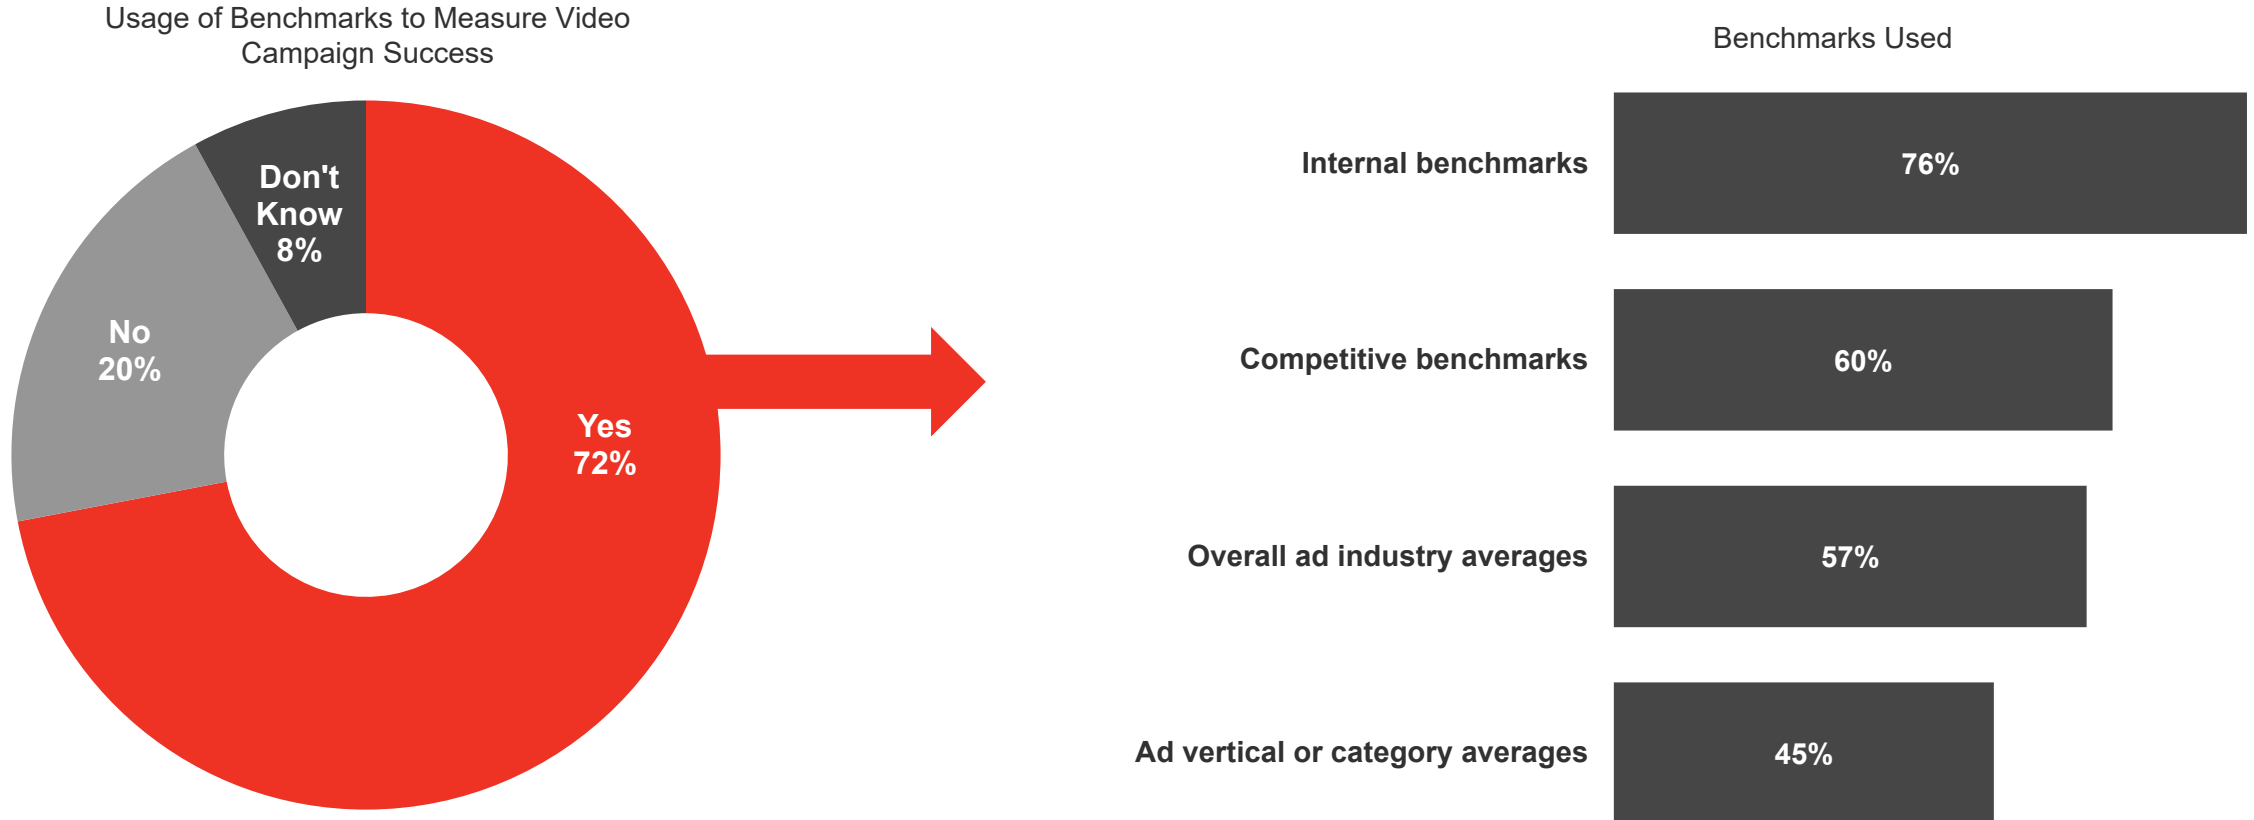 Usage of Benchmarks to Measure Video
Campaign Success
Don't
Know
8%
No
20%
Yes
72%
Benchmarks Used
Internal benchmarks
76%
Competitive benchmarks
60%
Overall ad industry averages
57%
Ad vertical or category averages
45%